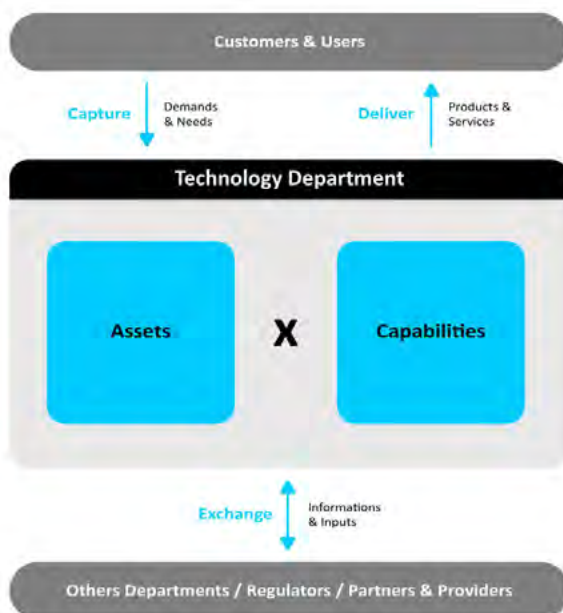 Customers & Users
Capture
Demands
& Needs
Deliver
Products &
Services
Technology Department
Assets
X
Capabilities
Exchange
Informations
& Inputs
Others Departments / Regulators / Partners & Providers